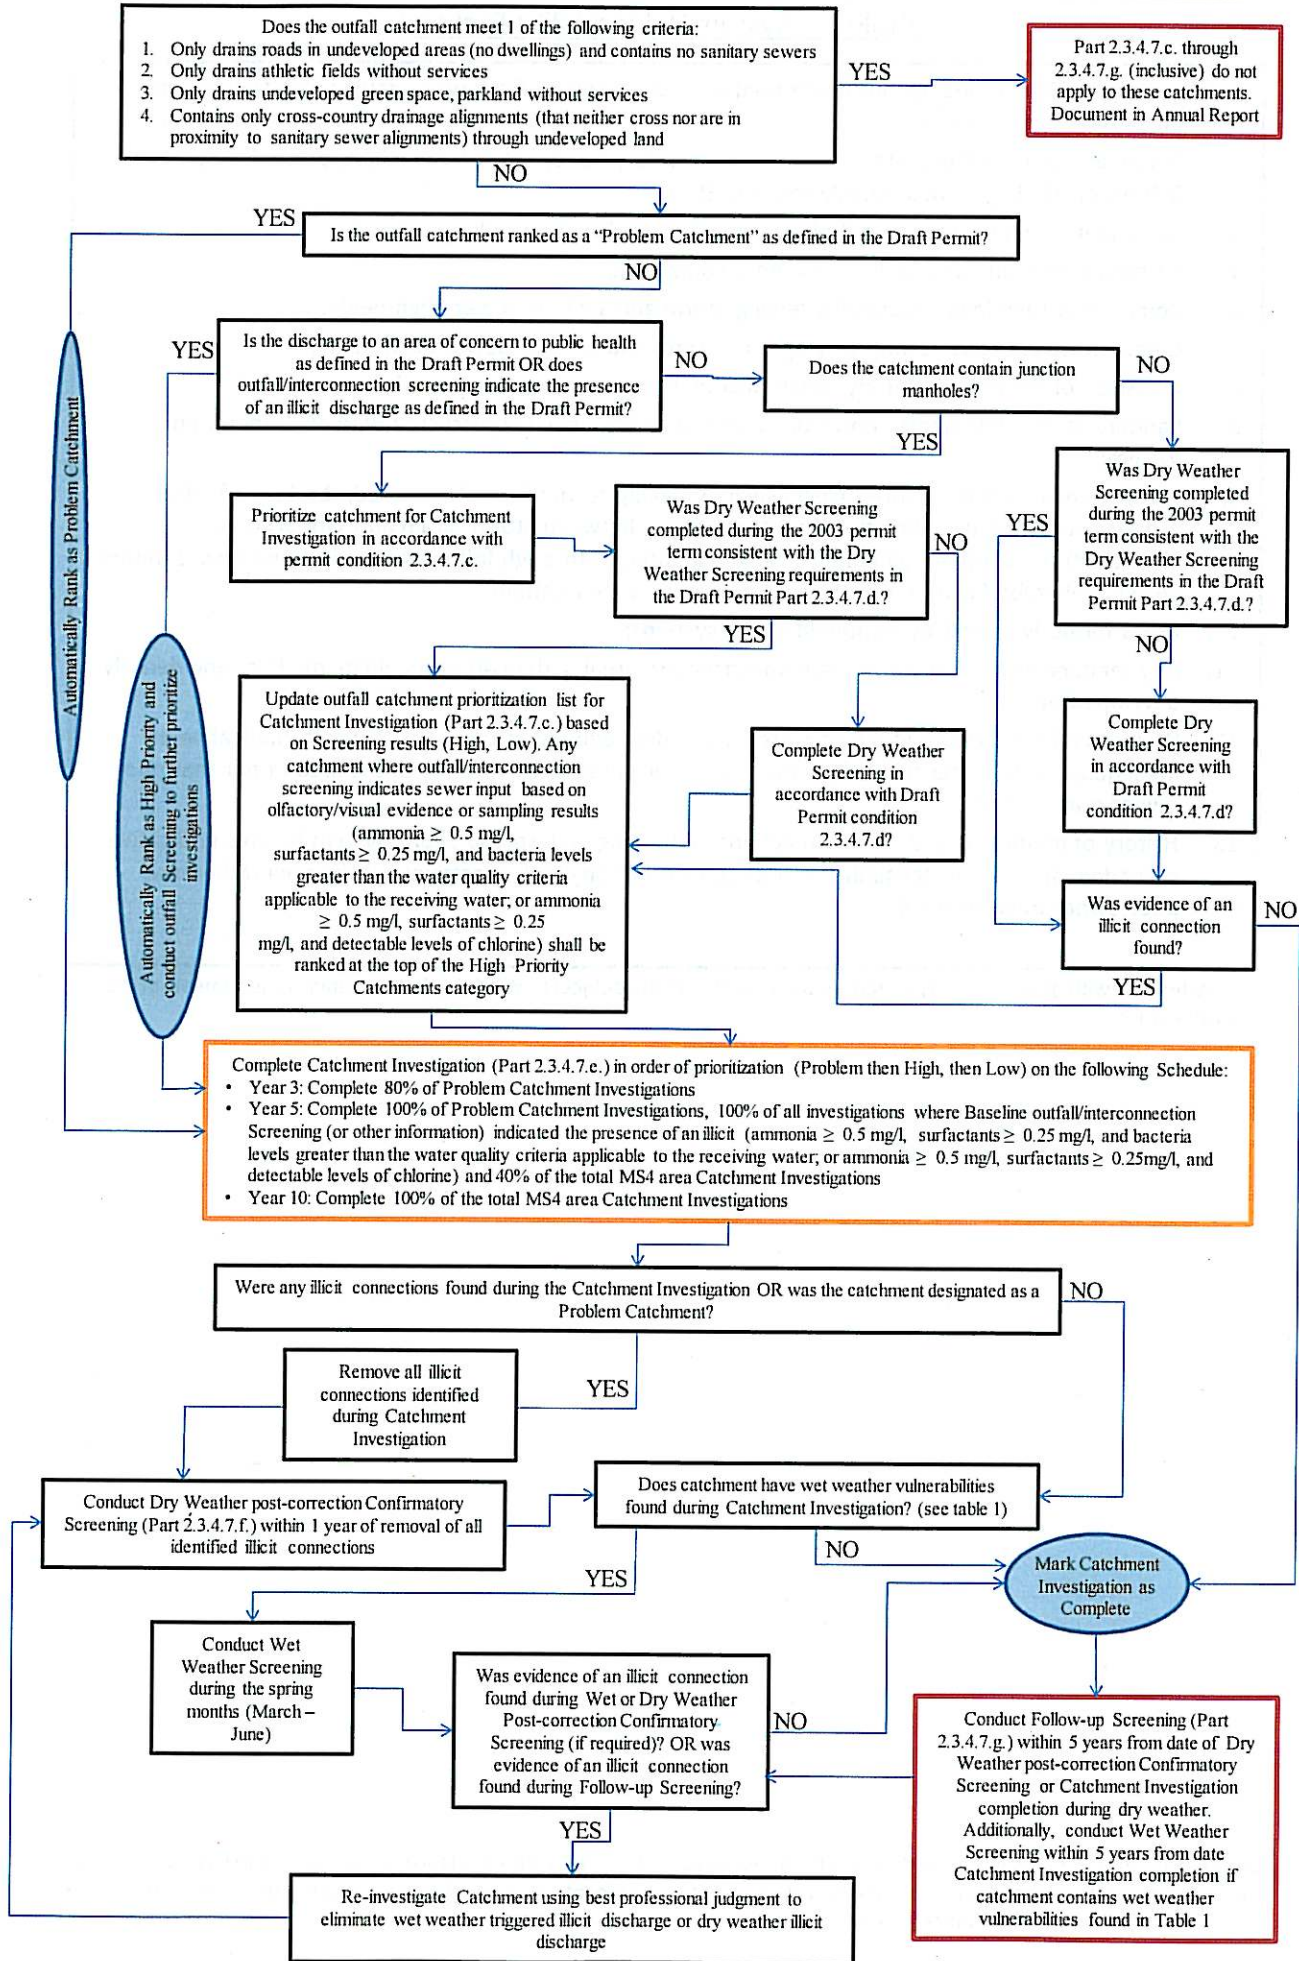 Does the outfall catchment meet 1 of the following criteria:
1. Only drains roads in undeveloped areas (no dwellings) and contains no sanitary sewers
2. Only drains athletic fields without services
3. Only drains undeveloped green space, parkland without services
4. Contains only cross-country drainage alignments (that neither cross nor are in
proximity to sanitary sewer alignments) through undeveloped land
YES
Part 2.3.4.7.c. through
2.3.4.7.g. (inclusive) do not
apply to these catchments.
Document in Annual Report
NO
YES
Is the outfall catchment ranked as a “Problem Catchment” as defined in the Draft Permit?
NO
Automatically Rank as Problem Catchment
YES
Is the discharge to an area of concern to public health
as defined in the Draft Permit OR does
outfall/interconnection screening indicate the presence
of an illicit discharge as defined in the Draft Permit?
NO
Does the catchment contain junction
manholes?
NO
YES
Automatically Rank as High Priority and
conduct outfall Screening to further prioritize
investigations
Prioritize catchment for Catchment
Investigation in accordance with
permit condition 2.3.4.7.c.
Was Dry Weather Screening
completed during the 2003 permit
term consistent with the Dry
Weather Screening requirements in
the Draft Permit Part 2.3.4.7.d.?
NO
YES
YES
Was Dry Weather
Screening completed
during the 2003 permit
term consistent with the
Dry Weather Screening
requirements in the Draft
Permit Part 2.3.4.7.d.?
NO
Update outfall catchment prioritization list for
Catchment Investigation (Part 2.3.4.7.c.) based
on Screening results (High, Low). Any
catchment where outfall/interconnection
screening indicates sewer input based on
olfactory/visual evidence or sampling results
(ammonia ≥ 0.5 mg/l,
surfactants ≥ 0.25 mg/l, and bacteria levels
greater than the water quality criteria
applicable to the receiving water; or ammonia
≥ 0.5 mg/l, surfactants ≥ 0.25
mg/l, and detectable levels of chlorine) shall be
ranked at the top of the High Priority
Catchments category
Complete Dry Weather
Screening in
accordance with Draft
Permit condition
2.3.4.7.d?
Complete Dry
Weather Screening
in accordance with
Draft Permit
condition 2.3.4.7.d?
Was evidence of an
illicit connection
found?
NO
YES
Complete Catchment Investigation (Part 2.3.4.7.e.) in order of prioritization (Problem then High, then Low) on the following Schedule:
• Year 3: Complete 80% of Problem Catchment Investigations
• Year 5: Complete 100% of Problem Catchment Investigations, 100% of all investigations where Baseline outfall/interconnection
Screening (or other information) indicated the presence of an illicit (ammonia ≥ 0.5 mg/l, surfactants ≥ 0.25 mg/l, and bacteria
levels greater than the water quality criteria applicable to the receiving water; or ammonia ≥ 0.5 mg/l, surfactants ≥ 0.25mg/l, and
detectable levels of chlorine) and 40% of the total MS4 area Catchment Investigations
• Year 10: Complete 100% of the total MS4 area Catchment Investigations
Were any illicit connections found during the Catchment Investigation OR was the catchment designated as a
Problem Catchment?
NO
Remove all illicit
connections identified
during Catchment
Investigation
YES
Conduct Dry Weather post-correction Confirmatory
Screening (Part 2.3.4.7.f.) within 1 year of removal of all
identified illicit connections
Does catchment have wet weather vulnerabilities
found during Catchment Investigation? (see table 1)
NO
YES
Mark Catchment
Investigation as
Complete
Conduct Wet
Weather Screening
during the spring
months (March –
June)
Was evidence of an illicit connection
found during Wet or Dry Weather
Post-correction Confirmatory
Screening (if required)? OR was
evidence of an illicit connection
found during Follow-up Screening?
NO
YES
Conduct Follow-up Screening (Part
2.3.4.7.g.) within 5 years from date of Dry
Weather post-correction Confirmatory
Screening or Catchment Investigation
completion during dry weather.
Additionally, conduct Wet Weather
Screening within 5 years from date
Catchment Investigation completion if
catchment contains wet weather
vulnerabilities found in Table 1
Re-investigate Catchment using best professional judgment to
eliminate wet weather triggered illicit discharge or dry weather illicit
discharge